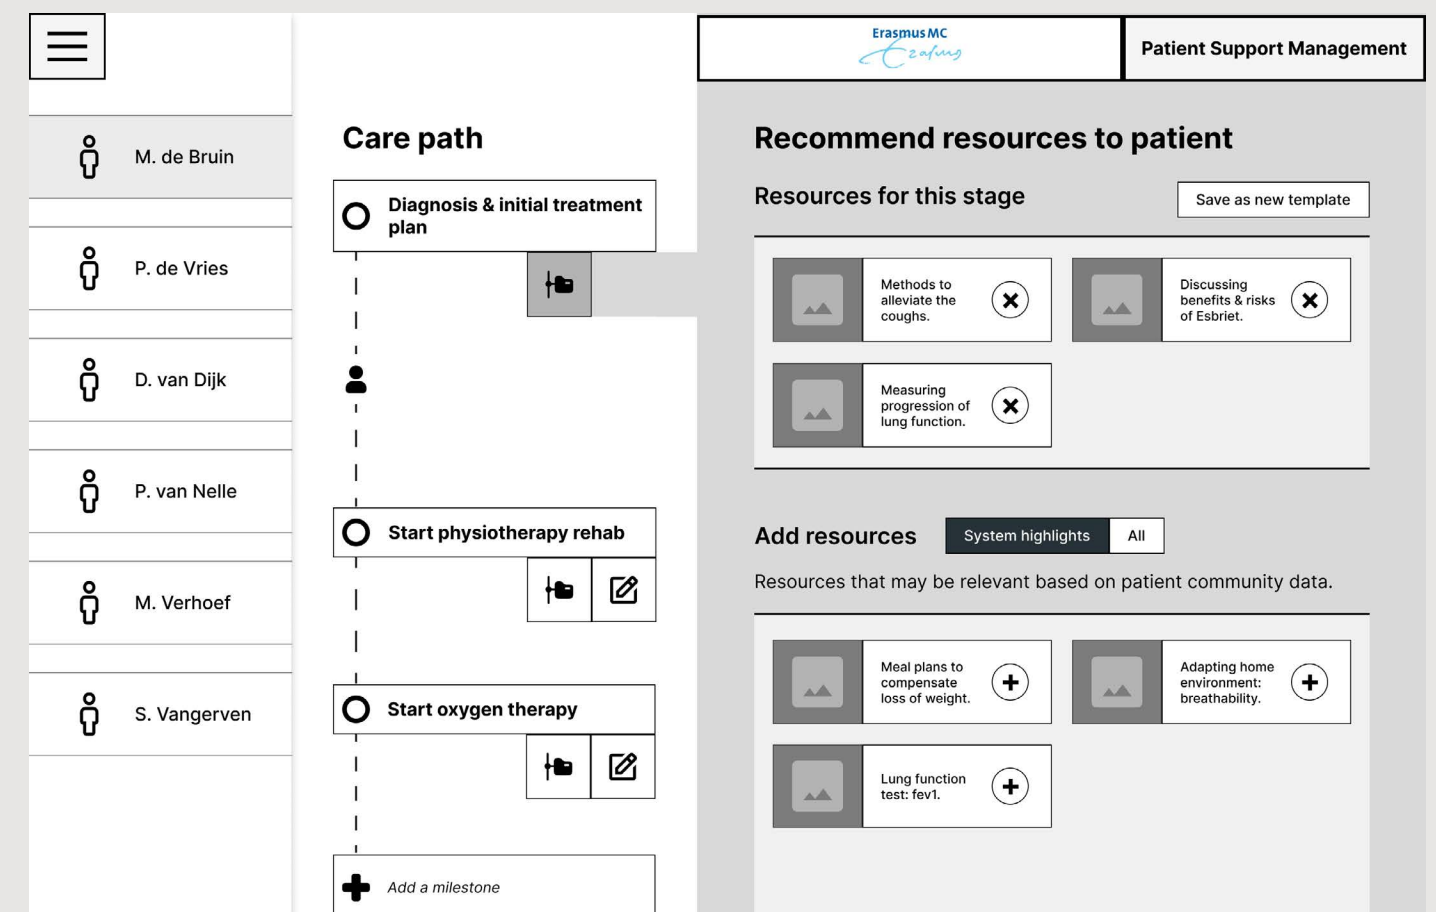 Erasmus MC
Erasmus
Patient Support Management
M. de Bruin
P. de Vries
D. van Dijk
P. van Nelle
M. Verhoef
S. Vangerven
Care path
Diagnosis & initial treatment
plan
Start physiotherapy rehab
Start oxygen therapy
Add a milestone
Recommend resources to patient
Resources for this stage
Save as new template
Methods to
alleviate the
coughs.
Discussing
benefits & risks
of Esbriet.
Measuring
progression of
lung function.
Add resources
System highlights
All
Resources that may be relevant based on patient community data.
Meal plans to
compensate
loss of weight.
Adapting home
environment:
breathability.
Lung function
test: fev1.